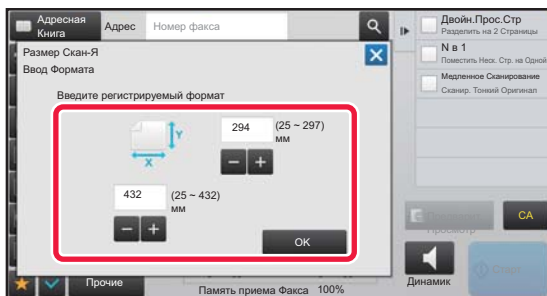 Адресная
Книга
Адрес
Номер факса
Двойн.Прос.Стр
Разделить на 2 Страницы
Размер Скан-Я
Ввод Формата
N в 1
Поместить Неск. Стр. на Одной
Медленное Сканирование
Сканир. Тонкий Оригинал
Введите регистрируемый формат
Y
X
294
(25 ~ 297)
мм
432
(25 ~ 432)
мм
OK
CA
Просмотр
Динамик
Старт
Прочие
Память приема Факса 100%